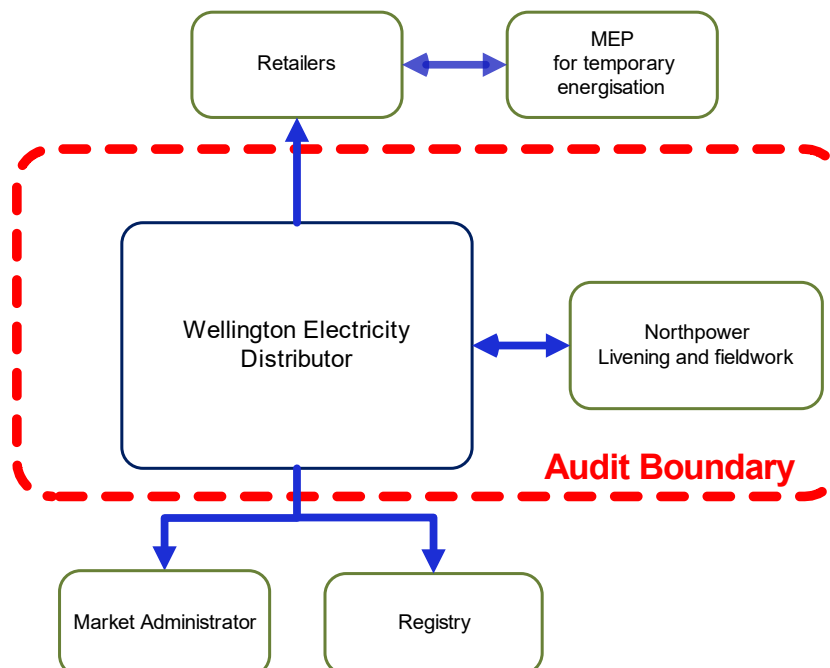 Retailers
MEP
for temporary
energisation
Wellington Electricity
Distributor
Northpower
Livening and fieldwork
Audit Boundary
Market Administrator
Registry